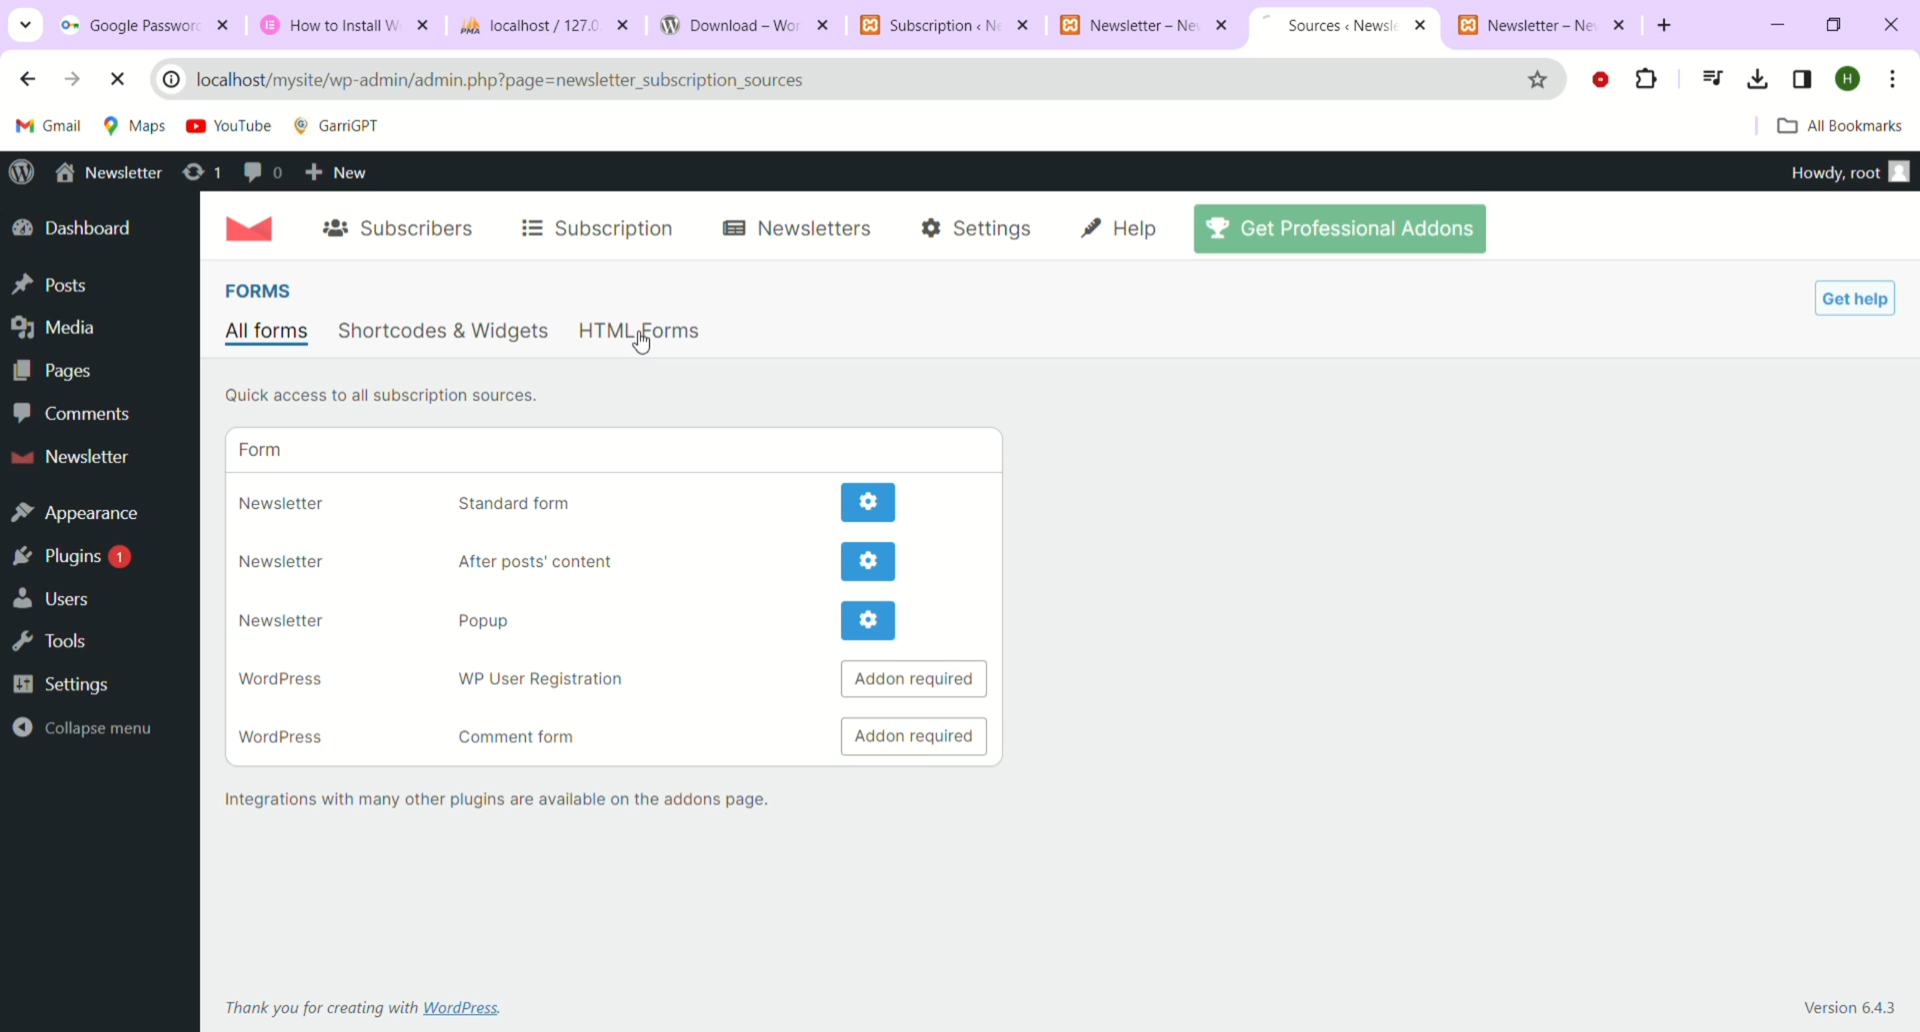 Google Passwor
How to Install W
localhost / 127.0.
Download – Wor
Subscription ‹ Ne
Newsletter – Nev
Sources ‹ Newsle
Newsletter – Nev
localhost/mysite/wp-admin/admin.php?page=newsletter_subscription_sources
H
Gmail
Maps
YouTube
GarriGPT
All Bookmarks
Newsletter
1
0
New
Howdy, root
Dashboard
Posts
Media
Pages
Comments
Newsletter
Appearance
Plugins 1
Users
Tools
Settings
Collapse menu
Subscribers
Subscription
Newsletters
Settings
Help
Get Professional Addons
FORMS
Get help
All forms
Shortcodes & Widgets
HTML Forms
Quick access to all subscription sources.
Form
Newsletter Standard form
Newsletter After posts' content
Newsletter Popup
WordPress WP User Registration Addon required
WordPress Comment form Addon required
Integrations with many other plugins are available on the addons page.
Thank you for creating with WordPress.
Version 6.4.3